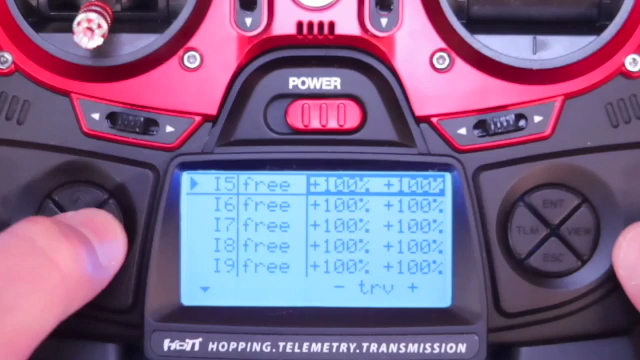 POWER
I5 free +100% +100%
I6 free +100% +100%
I7 free +100% +100%
I8 free +100% +100%
I9 free +100% +100%
- trv +
ENT
TLM VIEW
ESC
HoTT HOPPING.TELEMETRY.TRANSMISSION